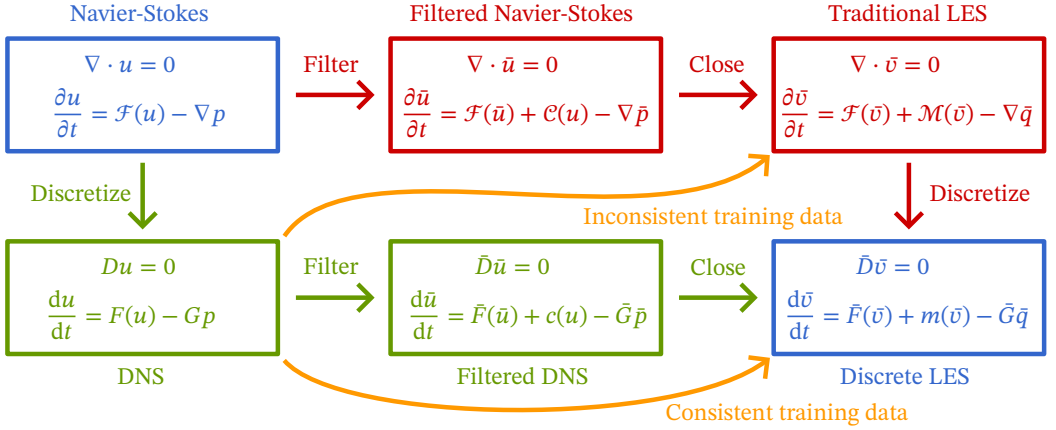 Navier-Stokes
Filtered Navier-Stokes
Traditional LES
∇ · u = 0
∂u/∂t = ℱ(u) − ∇p
Filter
∇ · ū = 0
∂ū/∂t = ℱ(ū) + 𝒞(u) − ∇p̄
Close
∇ · v̄ = 0
∂v̄/∂t = ℱ(v̄) + ℳ(v̄) − ∇q̄
Discretize
Discretize
Inconsistent training data
Du = 0
du/dt = F(u) − Gp
Filter
D̄ū = 0
dū/dt = F̄(ū) + c(u) − Ḡp̄
Close
D̄v̄ = 0
dv̄/dt = F̄(v̄) + m(v̄) − Ḡq̄
DNS
Filtered DNS
Discrete LES
Consistent training data